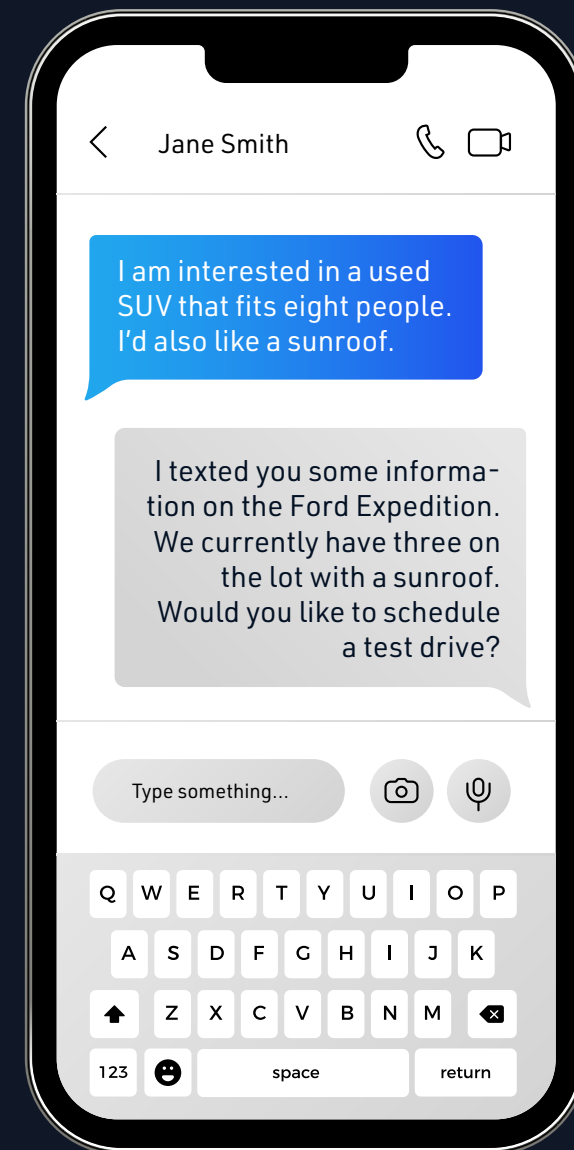 Jane Smith
I am interested in a used
SUV that fits eight people.
I'd also like a sunroof.
I texted you some informa-
tion on the Ford Expedition.
We currently have three on
the lot with a sunroof.
Would you like to schedule
a test drive?
Type something...
Q W E R T Y U I O P
A S D F G H I J K
Z X C V B N M
123 space return